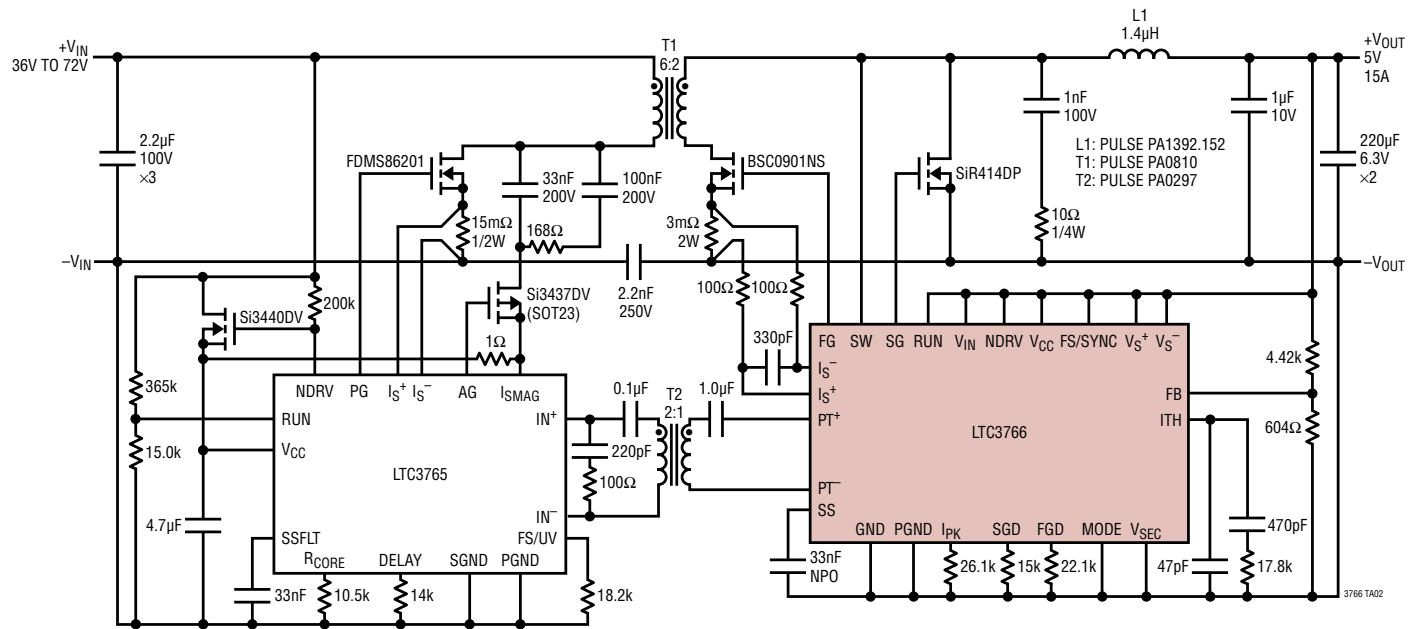 +VIN
36V TO 72V
2.2µF
100V
×3
–VIN
T1
6:2
FDMS86201
33nF
200V
100nF
200V
15mΩ
1/2W
168Ω
BSC0901NS
3mΩ
2W
SiR414DP
L1
1.4µH
1nF
100V
10Ω
1/4W
L1: PULSE PA1392.152
T1: PULSE PA0810
T2: PULSE PA0297
1µF
10V
+VOUT
5V
15A
220µF
6.3V
×2
–VOUT
Si3440DV
200k
Si3437DV
(SOT23)
1Ω
2.2nF
250V
100Ω
100Ω
330pF
365k
15.0k
4.7µF
NDRV
PG
IS+
IS–
AG
ISMAG
RUN
VCC
LTC3765
IN+
IN–
SSFLT
FS/UV
RCORE
DELAY
SGND
PGND
33nF
10.5k
14k
18.2k
0.1µF
220pF
100Ω
T2
2:1
1.0µF
FG
SW
SG
RUN
VIN
NDRV
VCC
FS/SYNC
VS+
VS–
IS–
IS+
PT+
LTC3766
FB
ITH
PT–
SS
GND
PGND
IPK
SGD
FGD
MODE
VSEC
33nF
NPO
26.1k
15k
22.1k
47pF
470pF
17.8k
4.42k
604Ω
3766 TA02